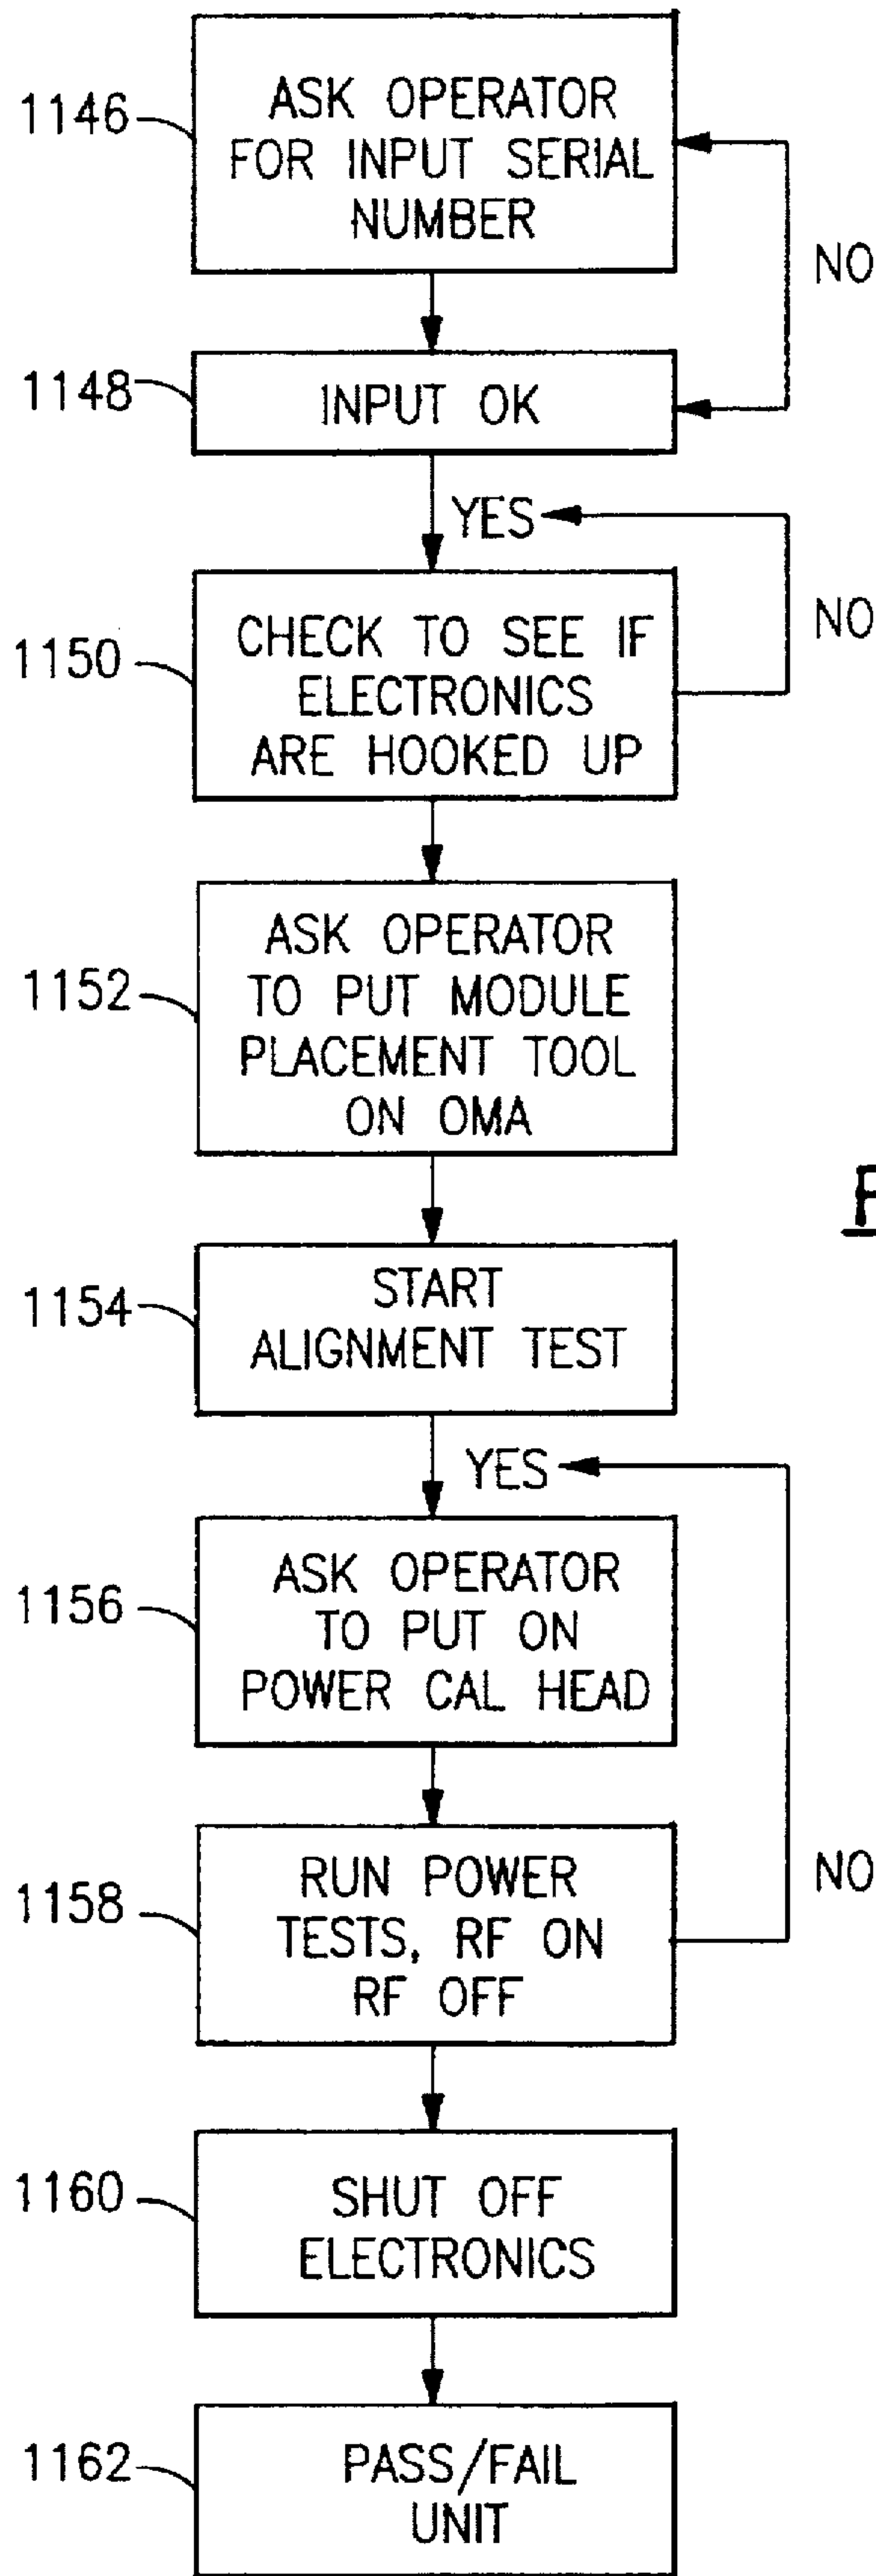 1146
ASK OPERATOR
FOR INPUT SERIAL
NUMBER
NO
1148
INPUT OK
YES
NO
1150
CHECK TO SEE IF
ELECTRONICS
ARE HOOKED UP
1152
ASK OPERATOR
TO PUT MODULE
PLACEMENT TOOL
ON OMA
1154
START
ALIGNMENT TEST
YES
1156
ASK OPERATOR
TO PUT ON
POWER CAL HEAD
1158
RUN POWER
TESTS, RF ON
RF OFF
NO
1160
SHUT OFF
ELECTRONICS
1162
PASS/FAIL
UNIT